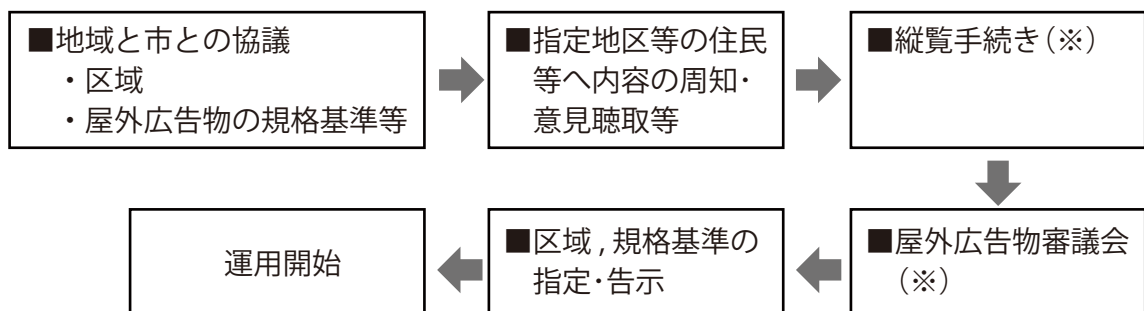 ■地域と市との協議
・区域
・屋外広告物の規格基準等
■指定地区等の住民
等へ内容の周知・
意見聴取等
■縦覧手続き(※)
■屋外広告物審議会
(※)
■区域,規格基準の
指定・告示
運用開始